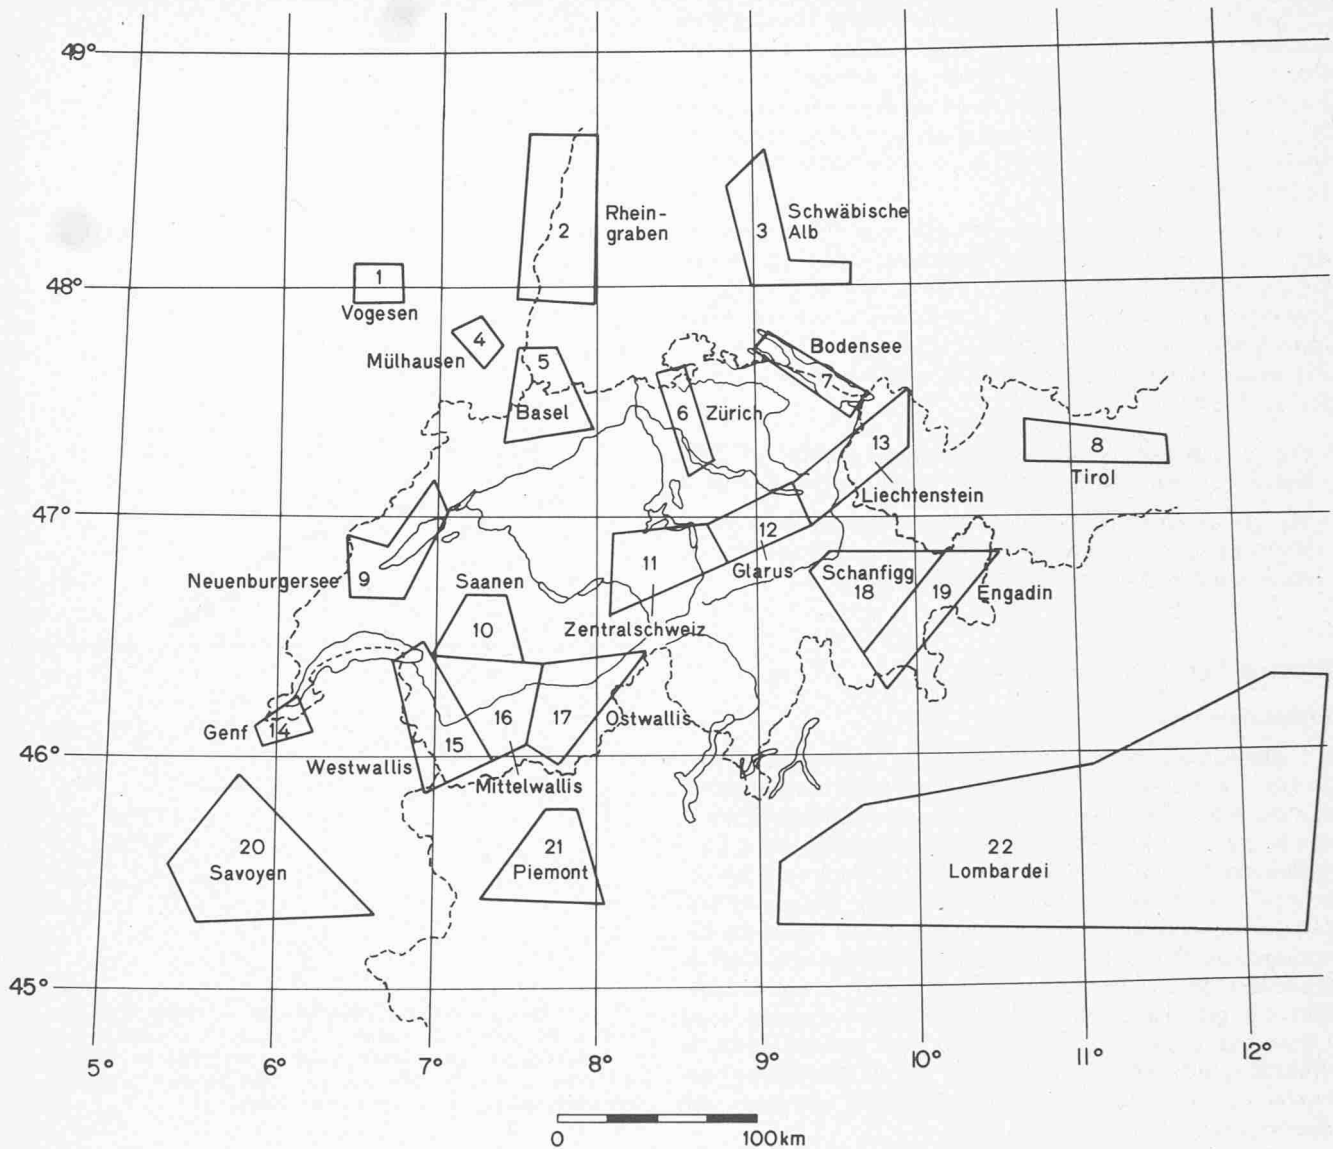 49°
2
Rhein-
graben
3
Schwäbische
Alb
48°
1
Vogesen
4
Mülhausen
5
Basel
6
Zürich
Bodensee
7
13
Liechtenstein
8
Tirol
47°
12
Glarus
11
Zentralschweiz
Neuenburgersee
9
Saanen
10
Schanfigg
18
19
Engadin
Genf
14
15
Westwallis
16
Mittelwallis
17
Ostwallis
46°
20
Savoyen
21
Piemont
22
Lombardei
45°
5°
6°
7°
8°
9°
10°
11°
12°
0
100km